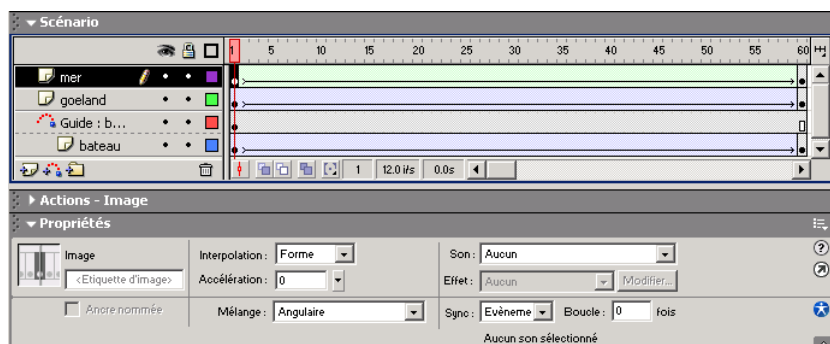 Scénario
1 5 10 15 20 25 30 35 40 45 50 55 60
mer
goeland
Guide : b...
bateau
1 12.0 i/s 0.0s
Actions - Image
Propriétés
Image Interpolation : Forme Son : Aucun
<Etiquette d'image> Accélération : 0 Effet : Aucun Modifier...
Ancre nommée Mélange : Angulaire Sync : Evèneme Boucle : 0 fois
Aucun son sélectionné